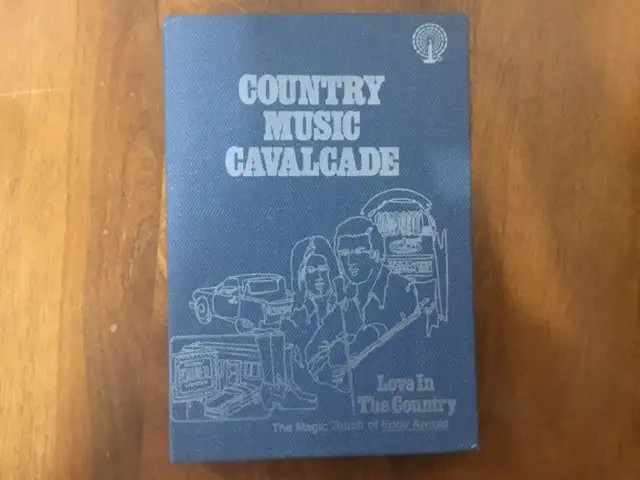 COUNTRY
MUSIC
CAVALCADE
Love In
The Country
The Magic Touch of Eddy Arnold